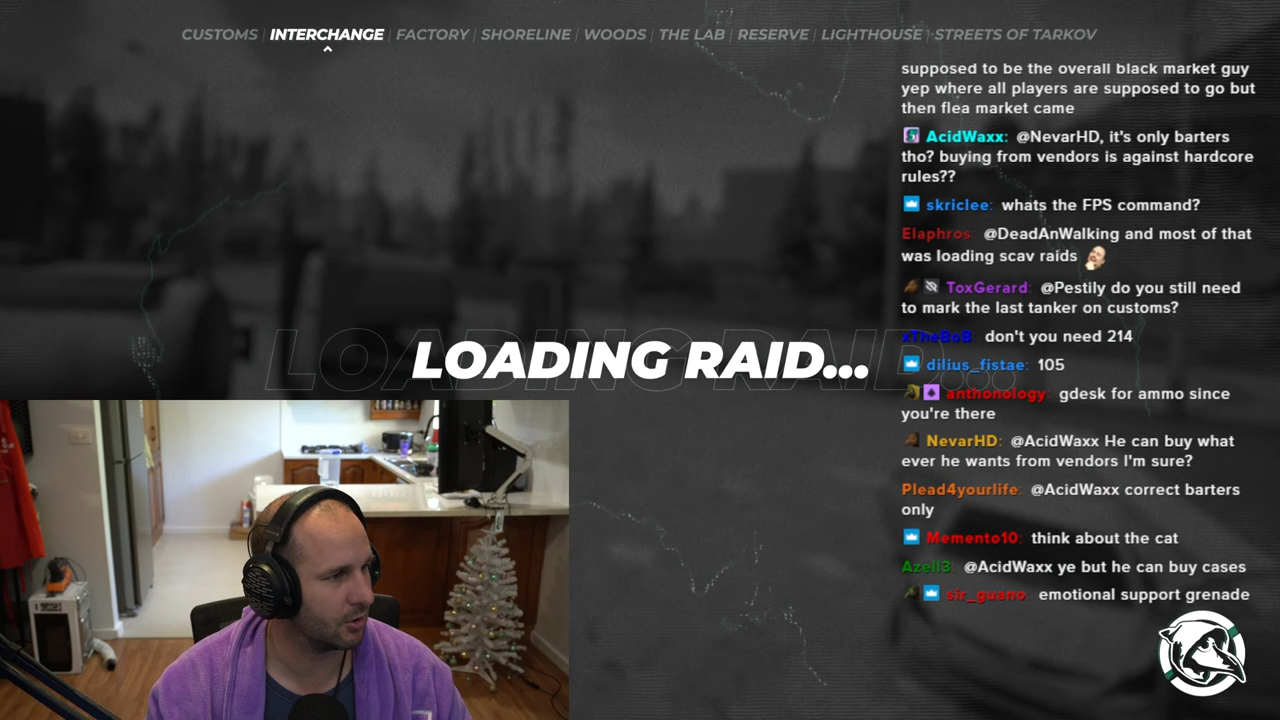 CUSTOMS | INTERCHANGE | FACTORY | SHORELINE | WOODS | THE LAB | RESERVE | LIGHTHOUSE | STREETS OF TARKOV
supposed to be the overall black market guy
yep where all players are supposed to go but
then flea market came
AcidWaxx: @NevarHD, it's only barters
tho? buying from vendors is against hardcore
rules??
skriclee: whats the FPS command?
Elaphros: @DeadAnWalking and most of that
was loading scav raids
ToxGerard: @Pestily do you still need
to mark the last tanker on customs?
xTheBoB: don't you need 214
LOADING RAID...
LOADING RAID...
dilius_fistae: 105
anthonology: gdesk for ammo since
you're there
NevarHD: @AcidWaxx He can buy what
ever he wants from vendors I'm sure?
Plead4yourlife: @AcidWaxx correct barters
only
Memento10: think about the cat
Azell3: @AcidWaxx ye but he can buy cases
sir_guano: emotional support grenade